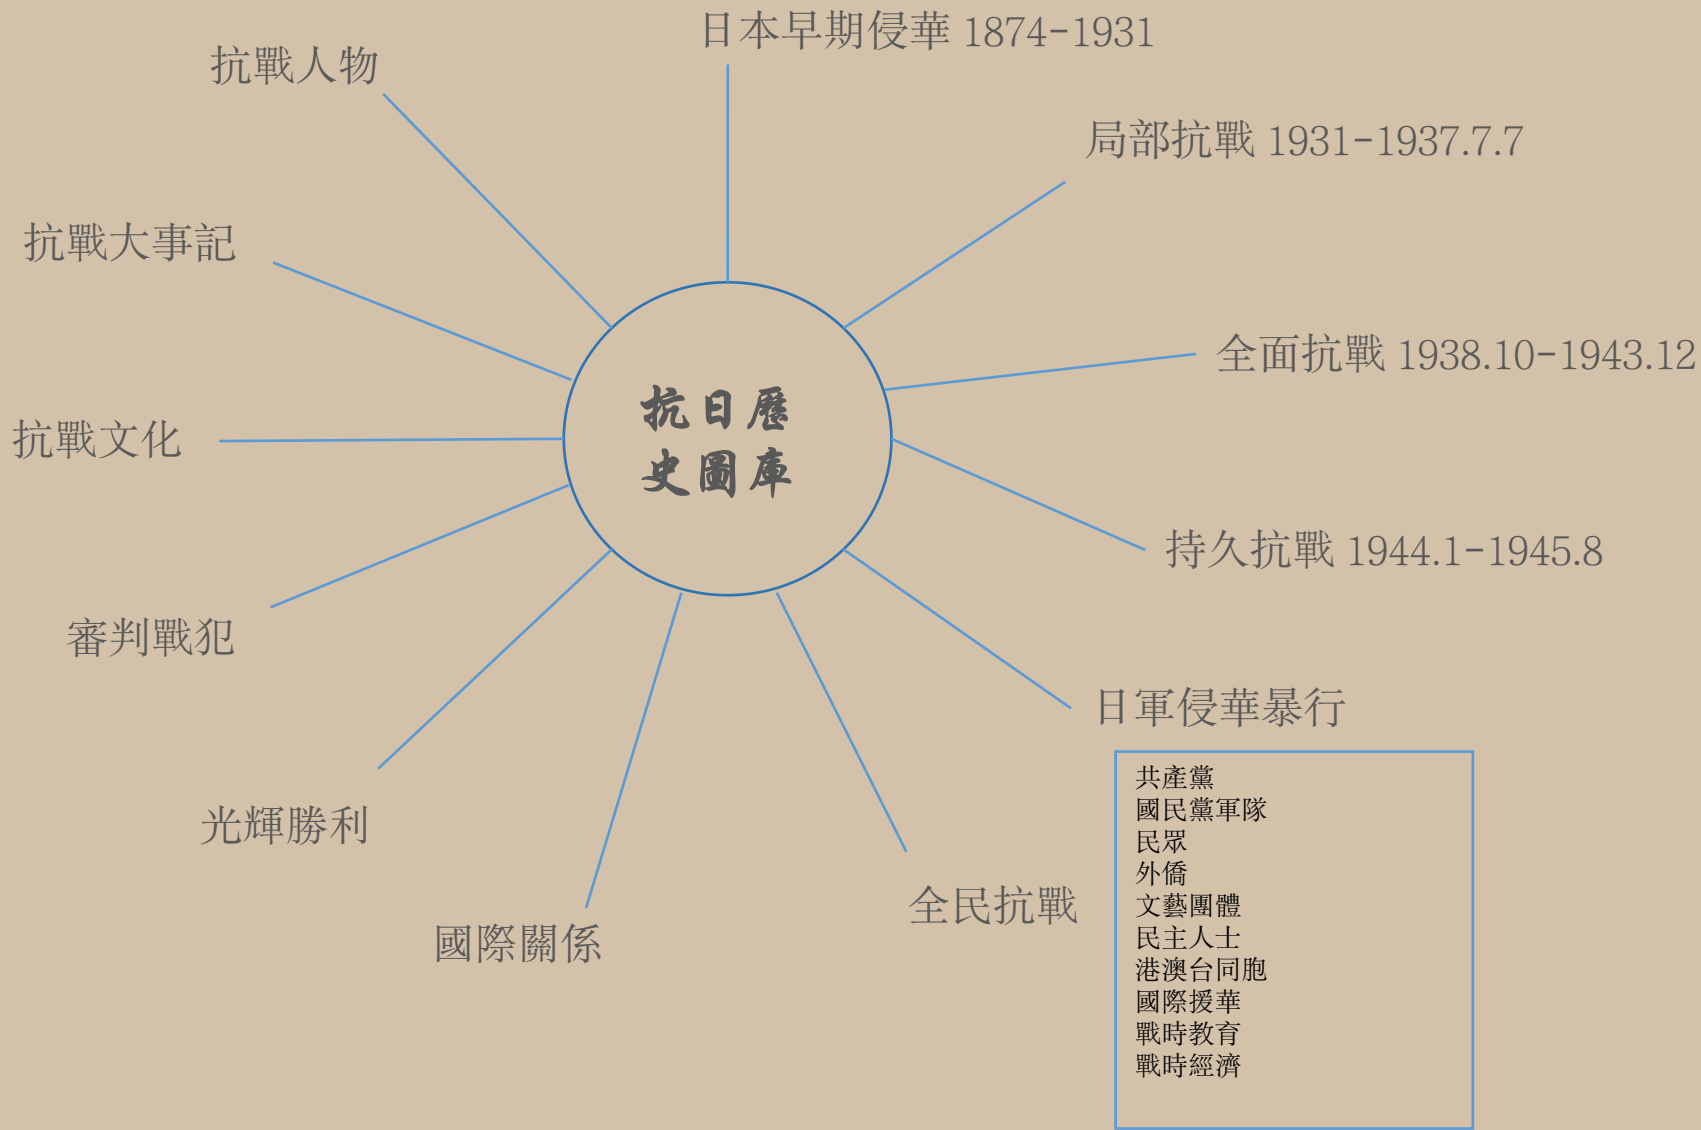 日本早期侵華 1874-1931
抗戰人物
局部抗戰 1931-1937.7.7
抗戰大事記
全面抗戰 1938.10-1943.12
抗日歷
史圖庫
抗戰文化
持久抗戰 1944.1-1945.8
審判戰犯
日軍侵華暴行
光輝勝利
全民抗戰
國際關係
共產黨
國民黨軍隊
民眾
外僑
文藝團體
民主人士
港澳台同胞
國際援華
戰時教育
戰時經濟